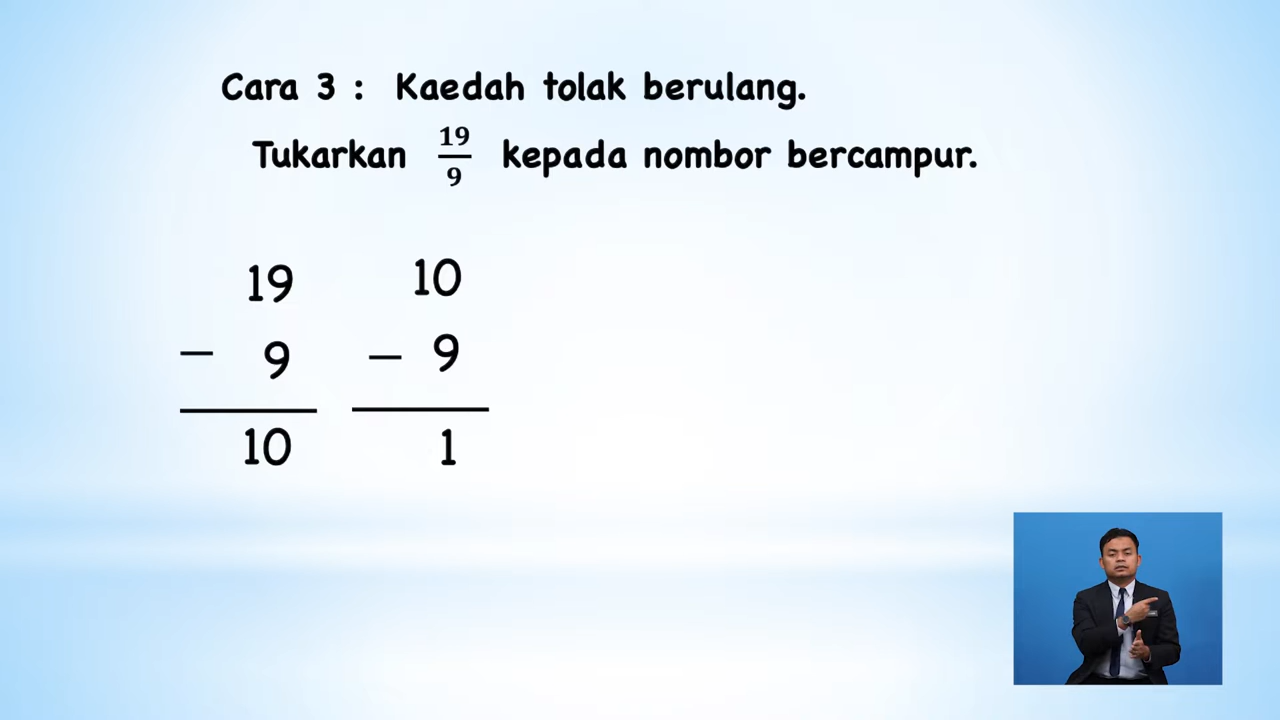 Cara 3 : Kaedah tolak berulang.
Tukarkan 19/9 kepada nombor bercampur.
19 10
− 9 − 9
10 1